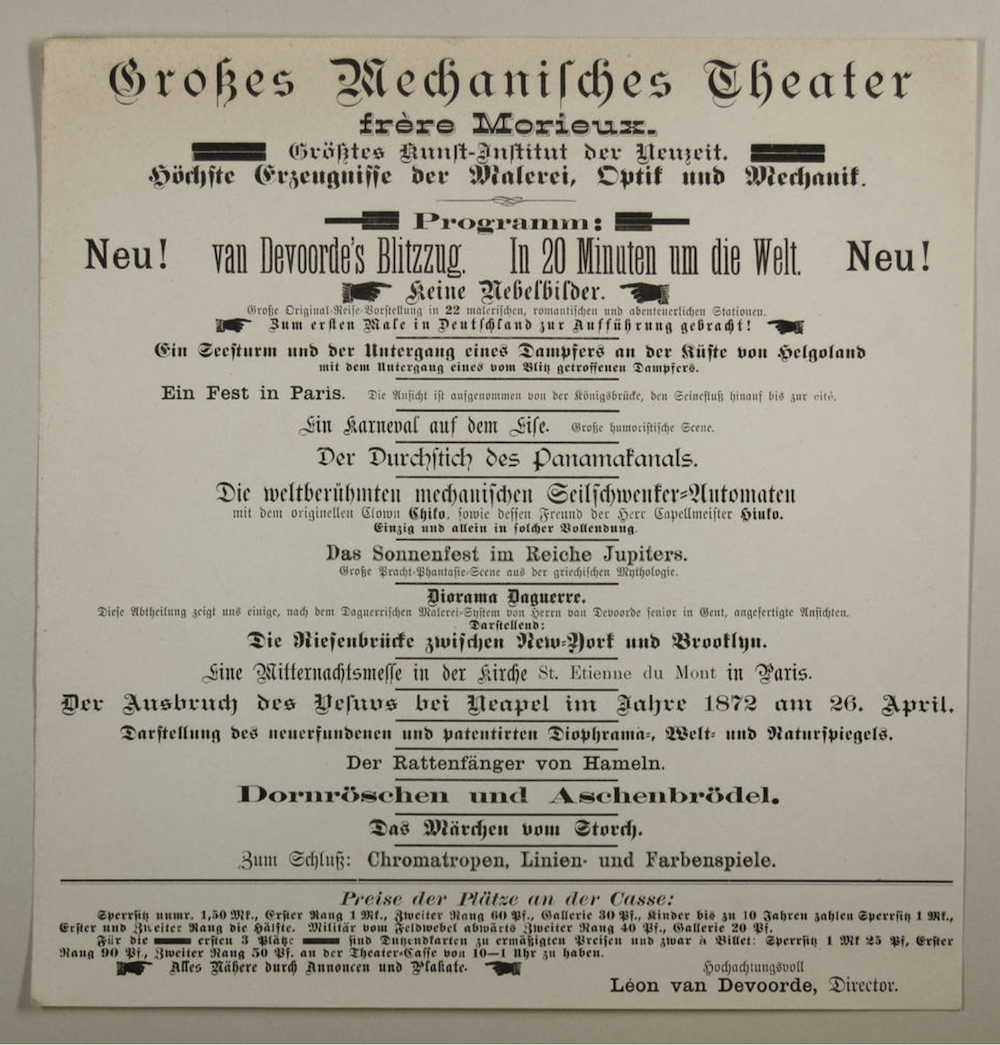 Großes Mechanisches Theater
frère Morieux.
Größtes Kunst-Institut der Neuzeit.
Höchste Erzeugnisse der Malerei, Optik und Mechanik.
Programm:
Neu! van Devoorde's Blitzzug. In 20 Minuten um die Welt. Neu!
Keine Nebelbilder.
Große Original-Reise-Vorstellung in 22 malerischen, romantischen und abenteuerlichen Stationen.
Zum ersten Male in Deutschland zur Aufführung gebracht!
Ein Seesturm und der Untergang eines Dampfers an der Küste von Helgoland
mit dem Untergang eines vom Blitz getroffenen Dampfers.
Ein Fest in Paris. Die Ansicht ist aufgenommen von der Königsbrücke, den Seinefluß hinauf bis zur cité.
Ein Karneval auf dem Eise. Große humoristische Scene.
Der Durchstich des Panamakanals.
Die weltberühmten mechanischen Seilschwenker-Automaten
mit dem originellen Clown Chiko, sowie dessen Freund der Herr Capellmeister Hinko.
Einzig und allein in solcher Vollendung.
Das Sonnenfest im Reiche Jupiters.
Große Pracht-Phantasie-Scene aus der griechischen Mythologie.
Diorama Daguerre.
Diese Abtheilung zeigt uns einige, nach dem Daguerrischen Malerei-System von Herrn van Devoorde senior in Gent, angefertigte Ansichten.
Darstellend:
Die Riesenbrücke zwischen New-York und Brooklyn.
Eine Mitternachtsmesse in der Kirche St. Etienne du Mont in Paris.
Der Ausbruch des Vesuvs bei Neapel im Jahre 1872 am 26. April.
Darstellung des neuerfundenen und patentirten Diophrama-, Welt- und Naturspiegels.
Der Rattenfänger von Hameln.
Dornröschen und Aschenbrödel.
Das Märchen vom Storch.
Zum Schluß: Chromatropen, Linien- und Farbenspiele.
Preise der Plätze an der Casse:
Sperrsitz numr. 1,50 Mk., Erster Rang 1 Mk., Zweiter Rang 60 Pf., Gallerie 30 Pf., Kinder bis zu 10 Jahren zahlen Sperrsitz 1 Mk.,
Erster und Zweiter Rang die Hälfte. Militär vom Feldwebel abwärts Zweiter Rang 40 Pf., Gallerie 20 Pf.
Für die ersten 3 Plätze sind Dutzendkarten zu ermäßigten Preisen und zwar à Billet: Sperrsitz 1 Mk 25 Pf, Erster
Rang 90 Pf., Zweiter Rang 50 Pf. an der Theater-Casse von 10—1 Uhr zu haben.
Alles Nähere durch Annoncen und Plakate. Hochachtungsvoll
Léon van Devoorde, Director.